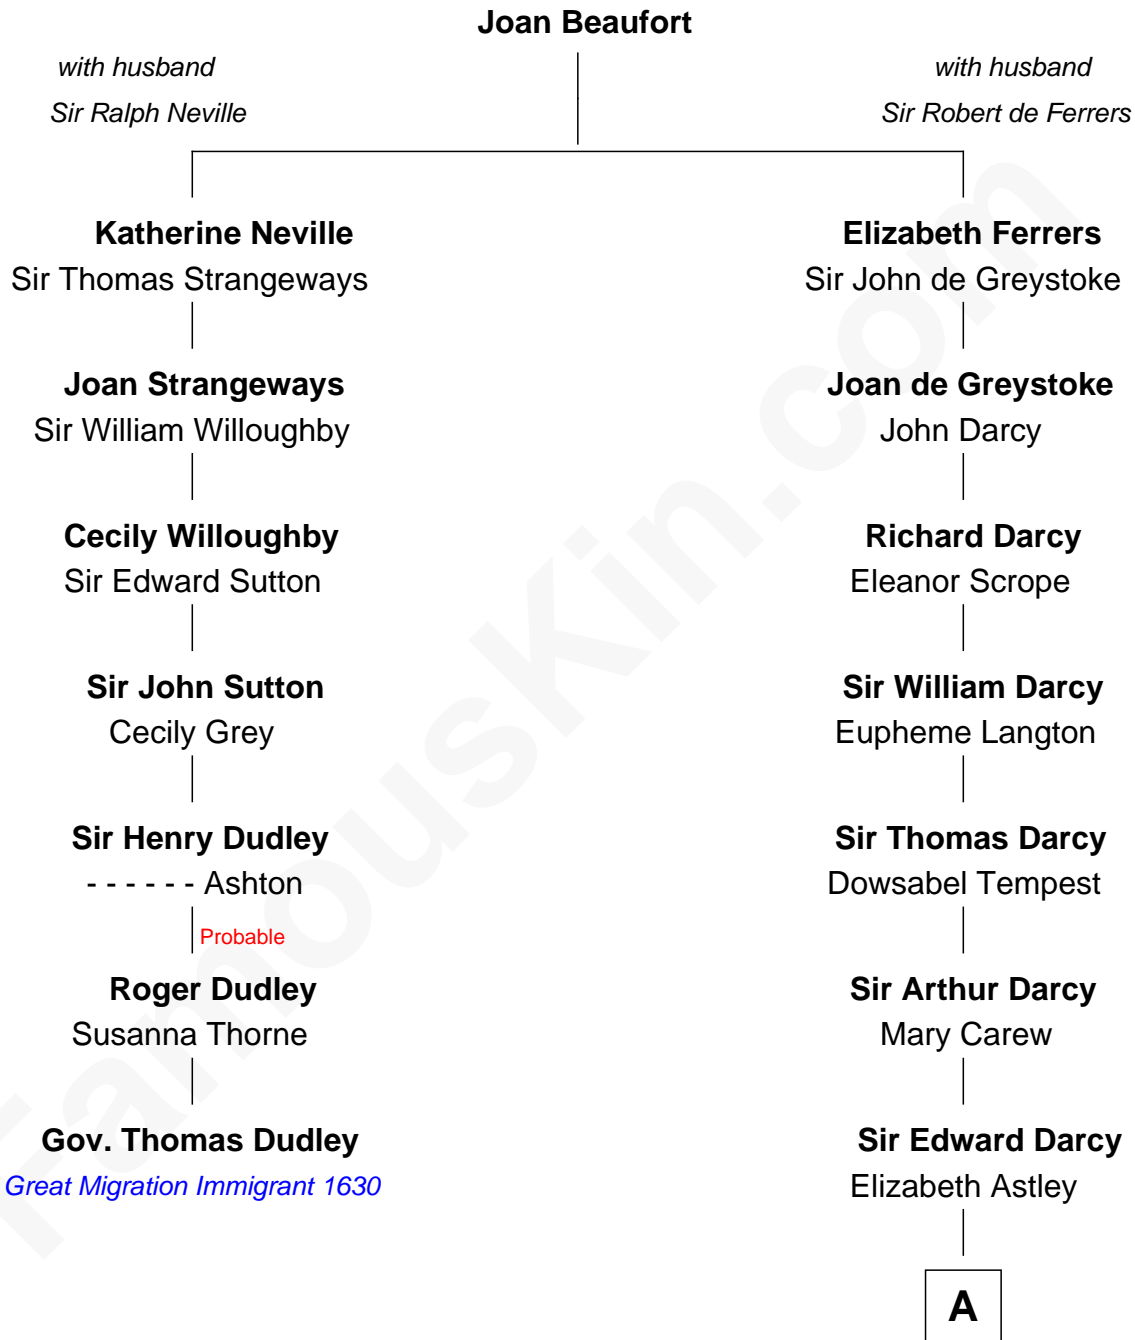 Joan Beaufort
with husband
Sir Ralph Neville
with husband
Sir Robert de Ferrers
Katherine Neville
Sir Thomas Strangeways
Elizabeth Ferrers
Sir John de Greystoke
Joan Strangeways
Sir William Willoughby
Joan de Greystoke
John Darcy
Cecily Willoughby
Sir Edward Sutton
Richard Darcy
Eleanor Scrope
Sir John Sutton
Cecily Grey
Sir William Darcy
Eupheme Langton
Sir Henry Dudley
- - - - - - Ashton
Probable
Sir Thomas Darcy
Dowsabel Tempest
Roger Dudley
Susanna Thorne
Sir Arthur Darcy
Mary Carew
Gov. Thomas Dudley
Great Migration Immigrant 1630
Sir Edward Darcy
Elizabeth Astley
A
FamousKin.com